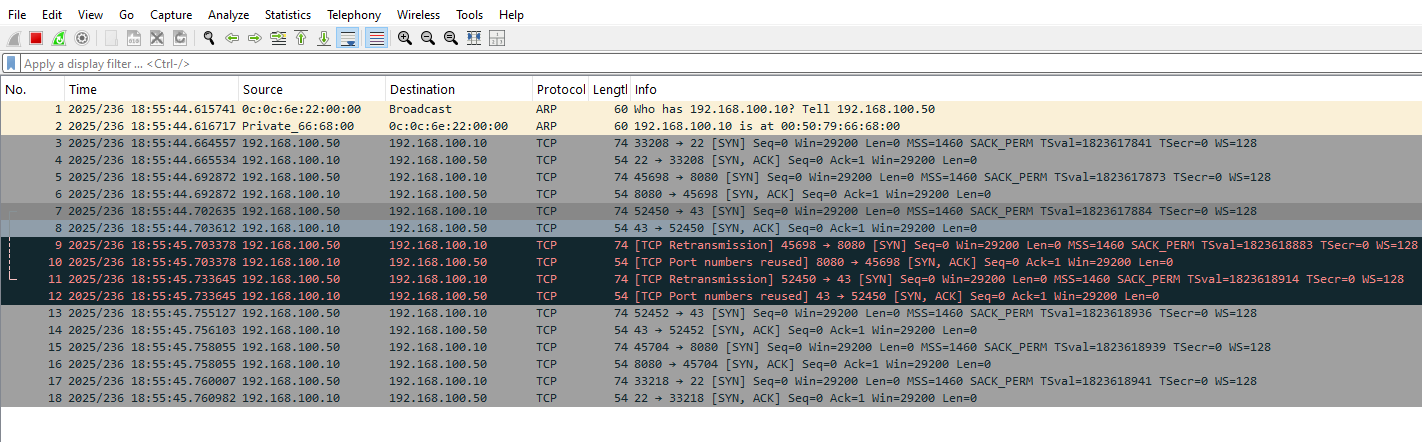 File Edit View Go Capture Analyze Statistics Telephony Wireless Tools Help
Apply a display filter ... <Ctrl-/>
No. Time Source Destination Protocol Lengtl Info
1 2025/236 18:55:44.615741 0c:0c:6e:22:00:00 Broadcast ARP 60 Who has 192.168.100.10? Tell 192.168.100.50
2 2025/236 18:55:44.616717 Private_66:68:00 0c:0c:6e:22:00:00 ARP 60 192.168.100.10 is at 00:50:79:66:68:00
3 2025/236 18:55:44.664557 192.168.100.50 192.168.100.10 TCP 74 33208 → 22 [SYN] Seq=0 Win=29200 Len=0 MSS=1460 SACK_PERM TSval=1823617841 TSecr=0 WS=128
4 2025/236 18:55:44.665534 192.168.100.10 192.168.100.50 TCP 54 22 → 33208 [SYN, ACK] Seq=0 Ack=1 Win=29200 Len=0
5 2025/236 18:55:44.692872 192.168.100.50 192.168.100.10 TCP 74 45698 → 8080 [SYN] Seq=0 Win=29200 Len=0 MSS=1460 SACK_PERM TSval=1823617873 TSecr=0 WS=128
6 2025/236 18:55:44.692872 192.168.100.10 192.168.100.50 TCP 54 8080 → 45698 [SYN, ACK] Seq=0 Ack=1 Win=29200 Len=0
7 2025/236 18:55:44.702635 192.168.100.50 192.168.100.10 TCP 74 52450 → 43 [SYN] Seq=0 Win=29200 Len=0 MSS=1460 SACK_PERM TSval=1823617884 TSecr=0 WS=128
8 2025/236 18:55:44.703612 192.168.100.10 192.168.100.50 TCP 54 43 → 52450 [SYN, ACK] Seq=0 Ack=1 Win=29200 Len=0
9 2025/236 18:55:45.703378 192.168.100.50 192.168.100.10 TCP 74 [TCP Retransmission] 45698 → 8080 [SYN] Seq=0 Win=29200 Len=0 MSS=1460 SACK_PERM TSval=1823618883 TSecr=0 WS=128
10 2025/236 18:55:45.703378 192.168.100.10 192.168.100.50 TCP 54 [TCP Port numbers reused] 8080 → 45698 [SYN, ACK] Seq=0 Ack=1 Win=29200 Len=0
11 2025/236 18:55:45.733645 192.168.100.50 192.168.100.10 TCP 74 [TCP Retransmission] 52450 → 43 [SYN] Seq=0 Win=29200 Len=0 MSS=1460 SACK_PERM TSval=1823618914 TSecr=0 WS=128
12 2025/236 18:55:45.733645 192.168.100.10 192.168.100.50 TCP 54 [TCP Port numbers reused] 43 → 52450 [SYN, ACK] Seq=0 Ack=1 Win=29200 Len=0
13 2025/236 18:55:45.755127 192.168.100.50 192.168.100.10 TCP 74 52452 → 43 [SYN] Seq=0 Win=29200 Len=0 MSS=1460 SACK_PERM TSval=1823618936 TSecr=0 WS=128
14 2025/236 18:55:45.756103 192.168.100.10 192.168.100.50 TCP 54 43 → 52452 [SYN, ACK] Seq=0 Ack=1 Win=29200 Len=0
15 2025/236 18:55:45.758055 192.168.100.50 192.168.100.10 TCP 74 45704 → 8080 [SYN] Seq=0 Win=29200 Len=0 MSS=1460 SACK_PERM TSval=1823618939 TSecr=0 WS=128
16 2025/236 18:55:45.758055 192.168.100.10 192.168.100.50 TCP 54 8080 → 45704 [SYN, ACK] Seq=0 Ack=1 Win=29200 Len=0
17 2025/236 18:55:45.760007 192.168.100.50 192.168.100.10 TCP 74 33218 → 22 [SYN] Seq=0 Win=29200 Len=0 MSS=1460 SACK_PERM TSval=1823618941 TSecr=0 WS=128
18 2025/236 18:55:45.760982 192.168.100.10 192.168.100.50 TCP 54 22 → 33218 [SYN, ACK] Seq=0 Ack=1 Win=29200 Len=0